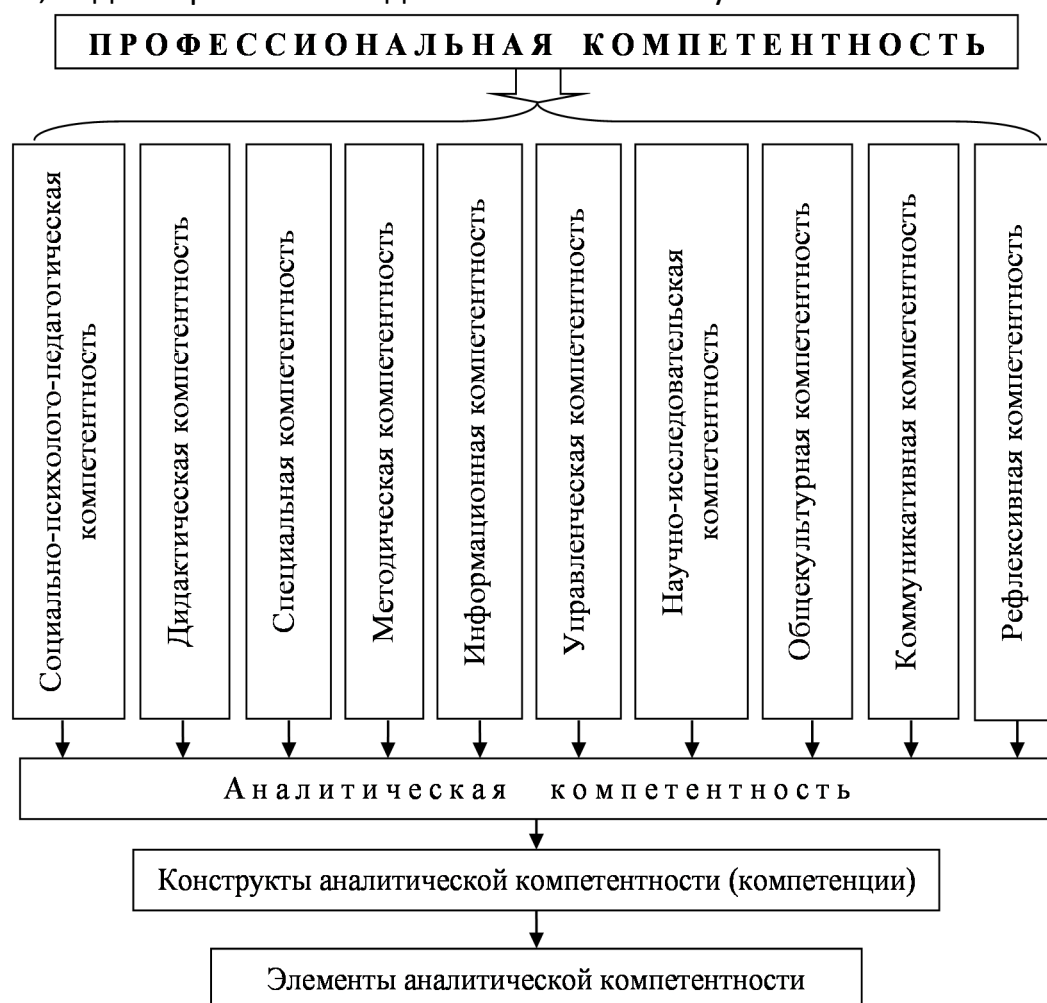 ПРОФЕССИОНАЛЬНАЯ КОМПЕТЕНТНОСТЬ
Социально-психолого-педагогическая
компетентность
Дидактическая компетентность
Специальная компетентность
Методическая компетентность
Информационная компетентность
Управленческая компетентность
Научно-исследовательская
компетентность
Общекультурная компетентность
Коммуникативная компетентность
Рефлексивная компетентность
Аналитическая компетентность
Конструкты аналитической компетентности (компетенции)
Элементы аналитической компетентности